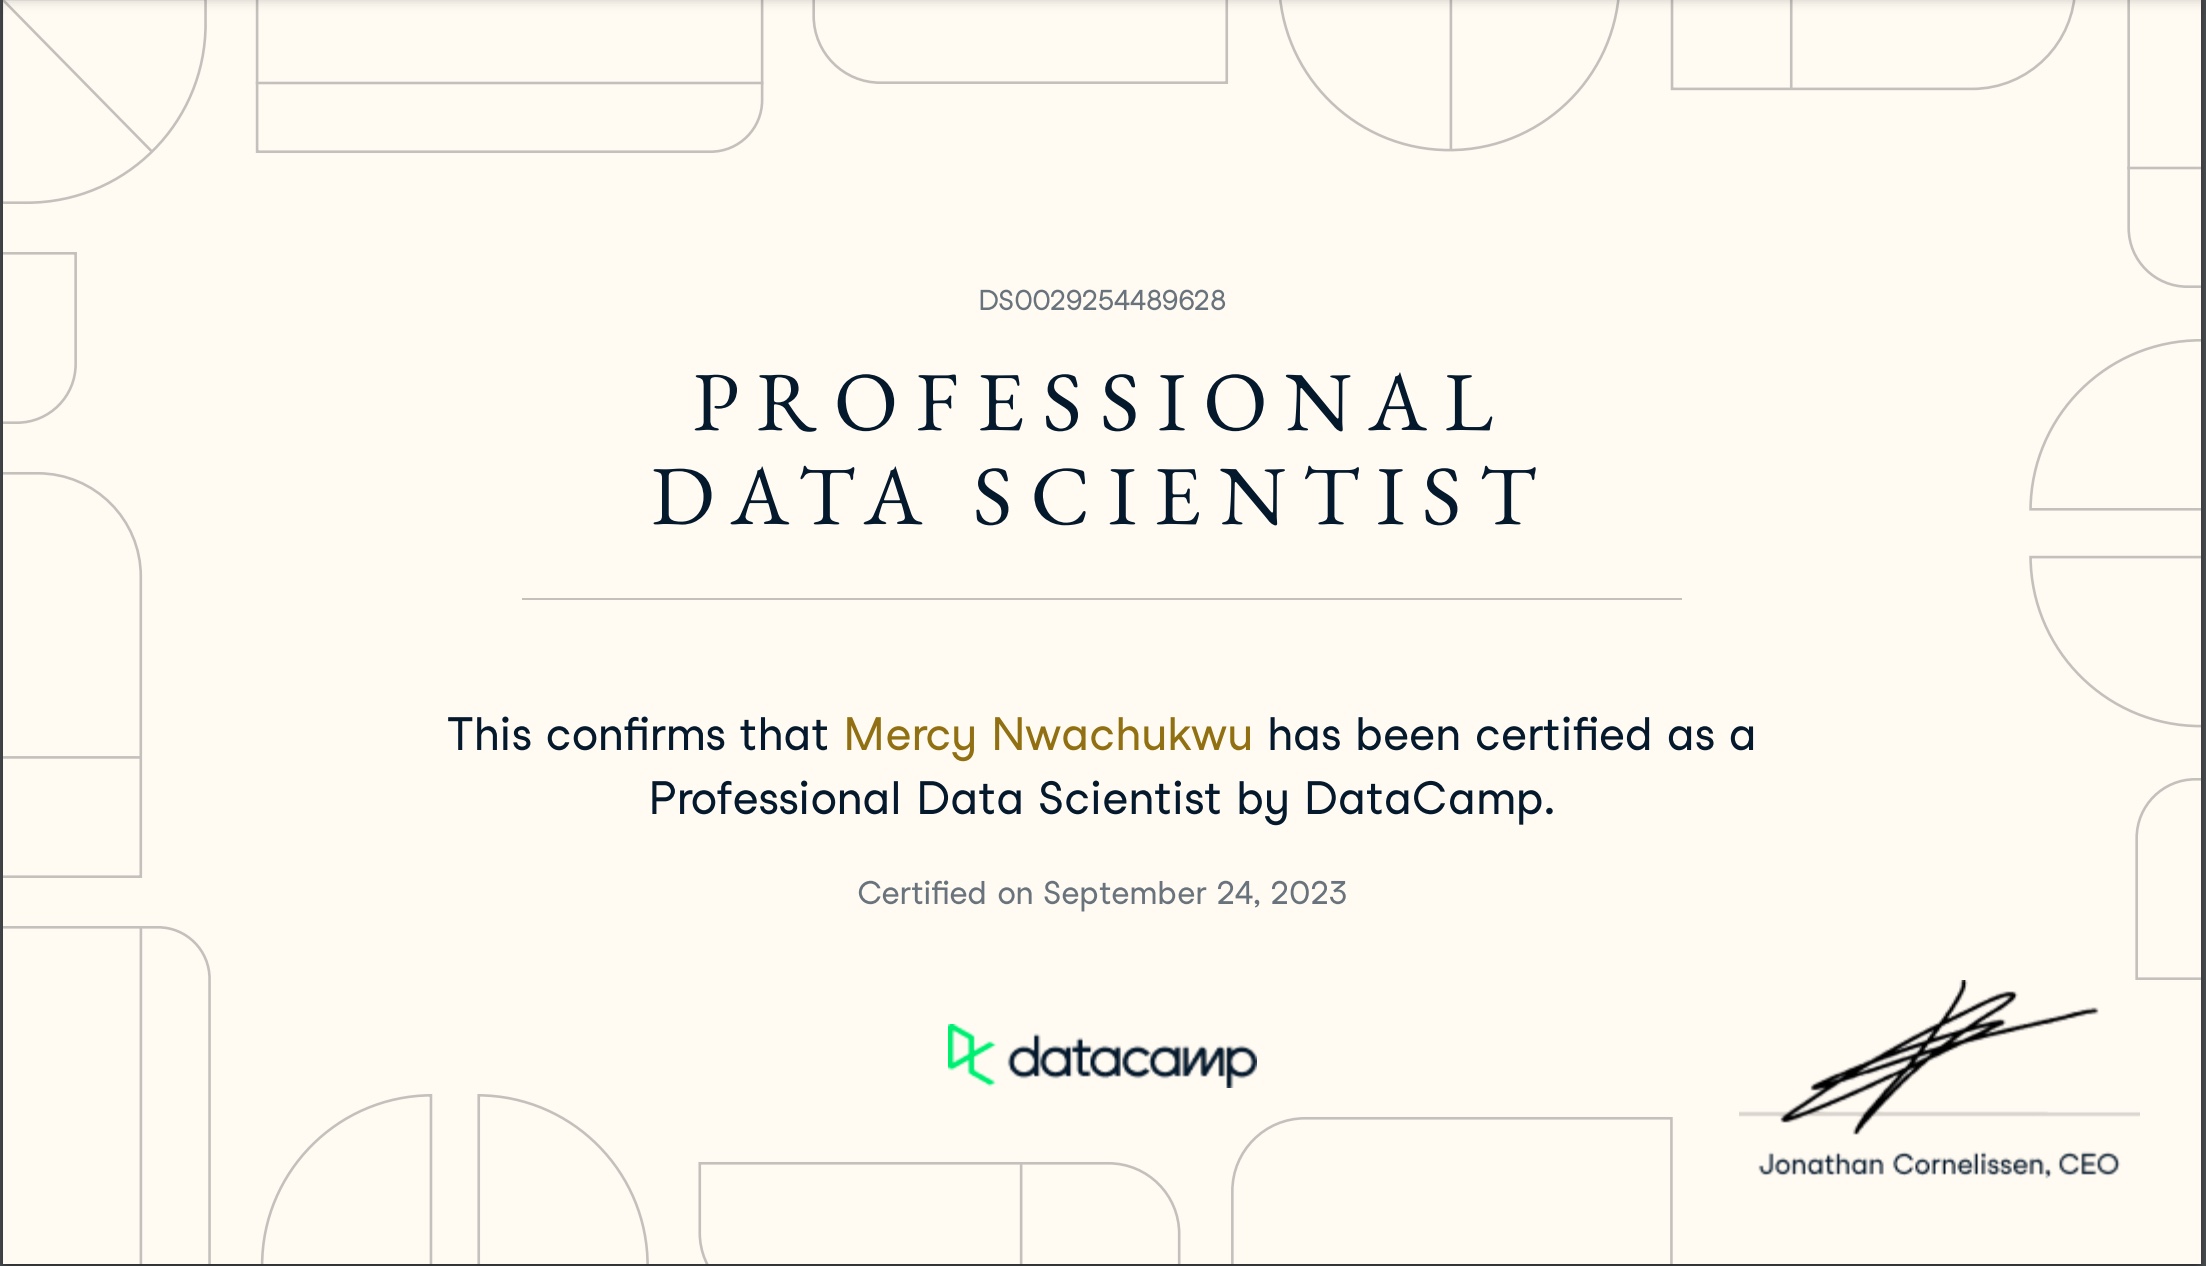 DS0029254489628
PROFESSIONAL
DATA SCIENTIST
This confirms that Mercy Nwachukwu has been certified as a
Professional Data Scientist by DataCamp.
Certified on September 24, 2023
datacamp
Jonathan Cornelissen, CEO